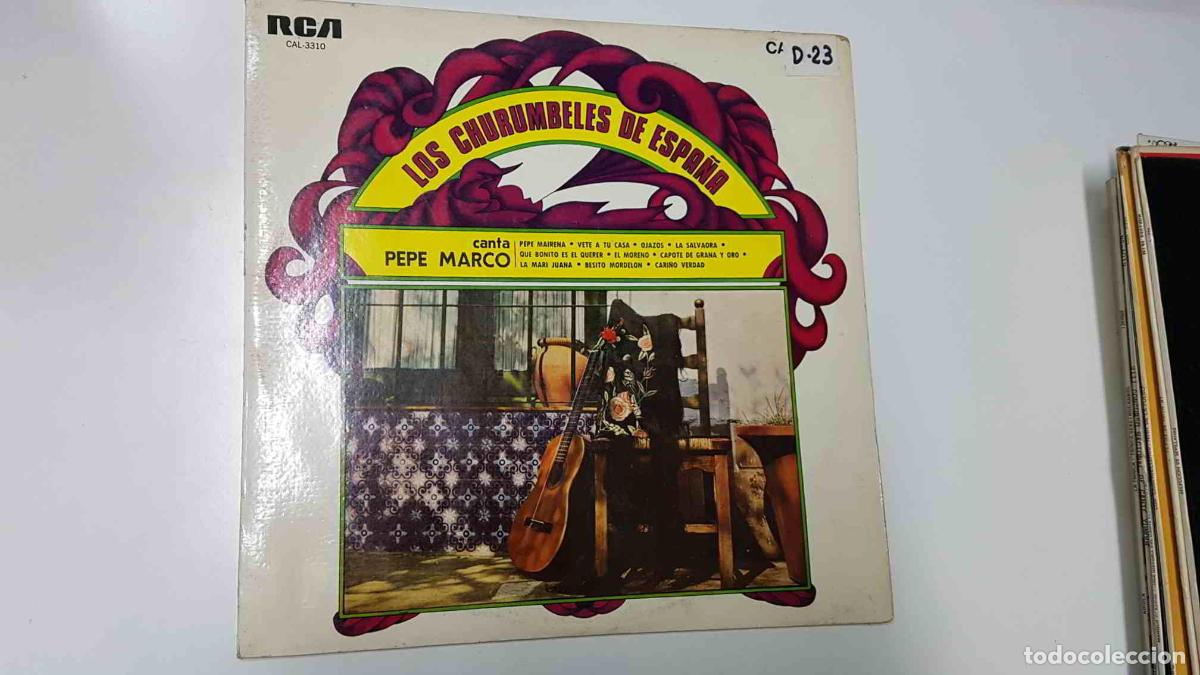 RCA
CAL-3310
D-23
LOS CHURUMBELES DE ESPAÑA
canta
PEPE MARCO
PEPE MAIRENA • VETE A TU CASA • OJAZOS • LA SALVAORA •
QUE BONITO ES EL QUERER • EL MORENO • CAPOTE DE GRANA Y ORO •
LA MARI JUANA • BESITO MORDELON • CARIÑO VERDAD
todocoleccion